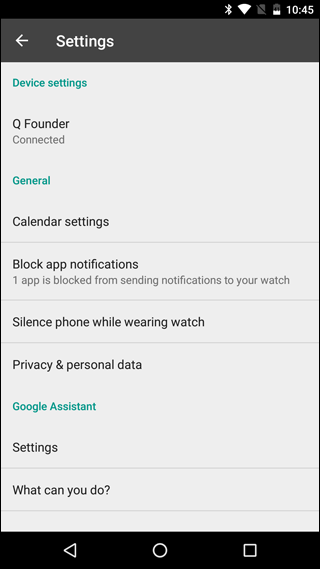 10:45
Settings
Device settings
Q Founder
Connected
General
Calendar settings
Block app notifications
1 app is blocked from sending notifications to your watch
Silence phone while wearing watch
Privacy & personal data
Google Assistant
Settings
What can you do?